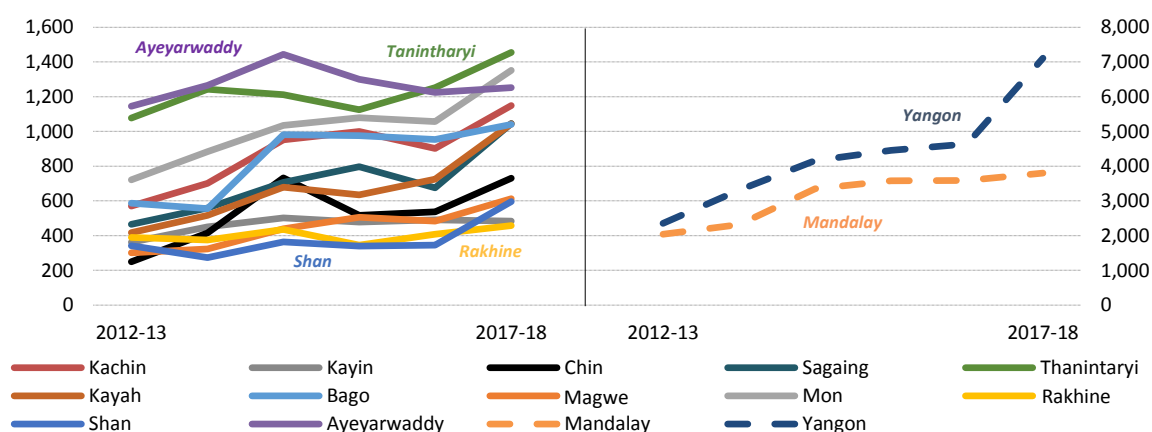 1,600
1,400
1,200
1,000
800
600
400
200
0
Ayeyarwaddy
Tanintharyi
Shan
Rakhine
2012-13
2017-18
8,000
7,000
6,000
5,000
4,000
3,000
2,000
1,000
0
Yangon
Mandalay
2012-13
2017-18
Kachin Kayin Chin Sagaing Thanintaryi
Kayah Bago Magwe Mon Rakhine
Shan Ayeyarwaddy Mandalay Yangon